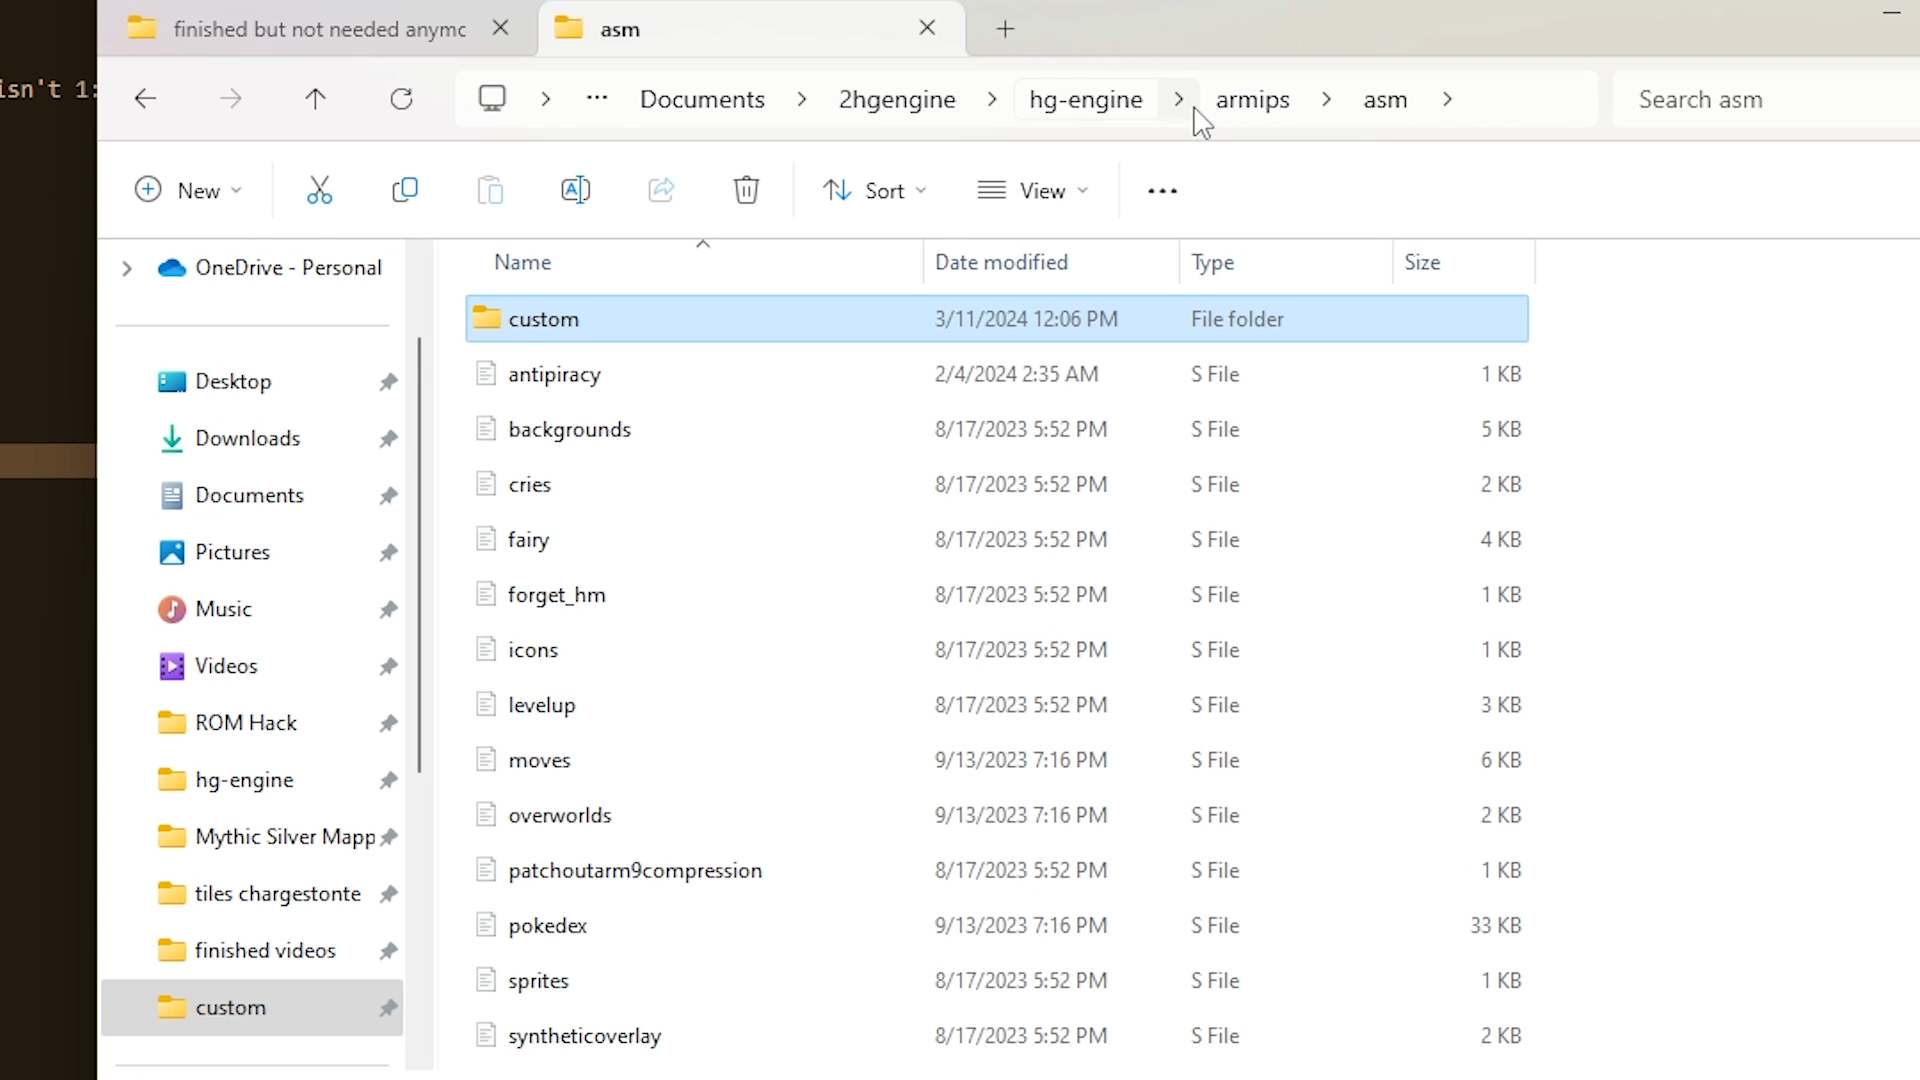 finished but not needed anymc
asm
isn't 1:
... Documents > 2hgengine > hg-engine > armips > asm >
Search asm
New
Sort
View
Name Date modified Type Size
OneDrive - Personal
Desktop
Downloads
Documents
Pictures
Music
Videos
ROM Hack
hg-engine
Mythic Silver Mapp
tiles chargestonte
finished videos
custom
custom 3/11/2024 12:06 PM File folder
antipiracy 2/4/2024 2:35 AM S File 1 KB
backgrounds 8/17/2023 5:52 PM S File 5 KB
cries 8/17/2023 5:52 PM S File 2 KB
fairy 8/17/2023 5:52 PM S File 4 KB
forget_hm 8/17/2023 5:52 PM S File 1 KB
icons 8/17/2023 5:52 PM S File 1 KB
levelup 8/17/2023 5:52 PM S File 3 KB
moves 9/13/2023 7:16 PM S File 6 KB
overworlds 9/13/2023 7:16 PM S File 2 KB
patchoutarm9compression 8/17/2023 5:52 PM S File 1 KB
pokedex 9/13/2023 7:16 PM S File 33 KB
sprites 8/17/2023 5:52 PM S File 1 KB
syntheticoverlay 8/17/2023 5:52 PM S File 2 KB